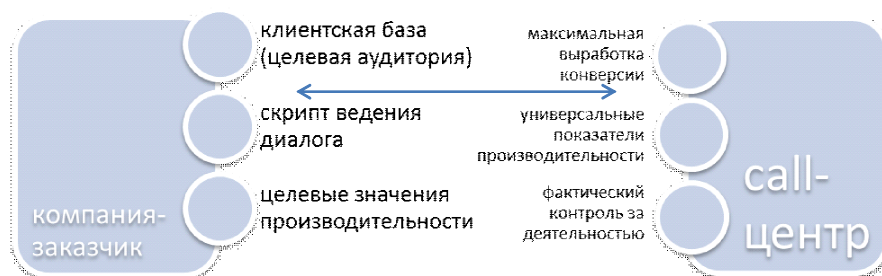 клиентская база
(целевая аудитория)
скрипт ведения
диалога
целевые значения
производительности
компания-
заказчик
максимальная
выработка
конверсии
универсальные
показатели
производительности
фактический
контроль за
деятельностью
call-
центр